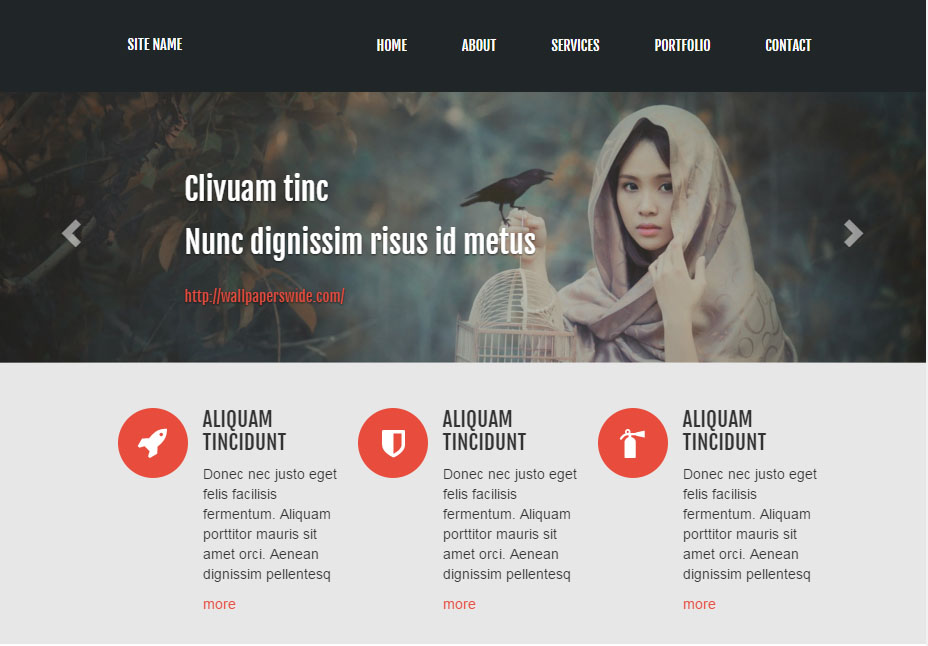 SITE NAME HOME ABOUT SERVICES PORTFOLIO CONTACT
Clivuam tinc
Nunc dignissim risus id metus
http://wallpaperswide.com/
ALIQUAM
TINCIDUNT
Donec nec justo eget
felis facilisis
fermentum. Aliquam
porttitor mauris sit
amet orci. Aenean
dignissim pellentesq
more
ALIQUAM
TINCIDUNT
Donec nec justo eget
felis facilisis
fermentum. Aliquam
porttitor mauris sit
amet orci. Aenean
dignissim pellentesq
more
ALIQUAM
TINCIDUNT
Donec nec justo eget
felis facilisis
fermentum. Aliquam
porttitor mauris sit
amet orci. Aenean
dignissim pellentesq
more